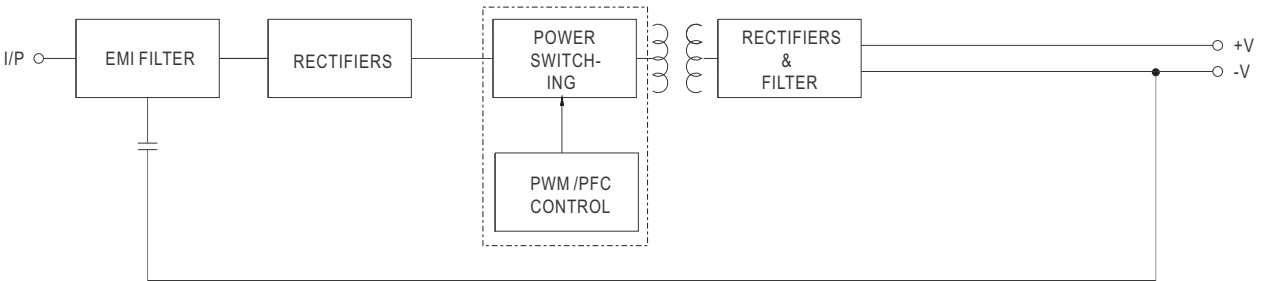 I/P
EMI FILTER
RECTIFIERS
POWER
SWITCH-
ING
PWM /PFC
CONTROL
RECTIFIERS
&
FILTER
+V
-V